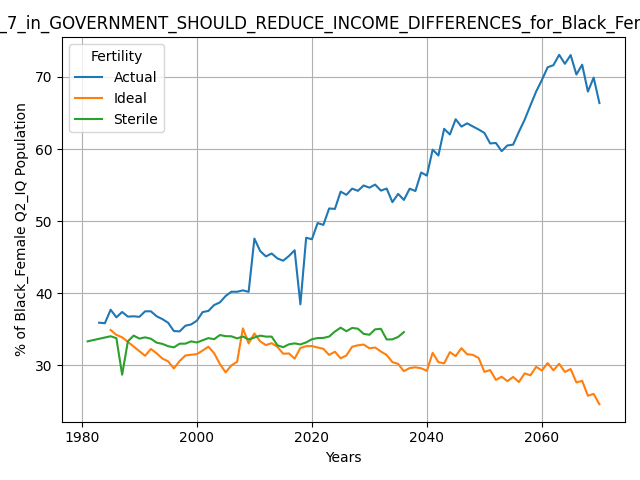 _7_in_GOVERNMENT_SHOULD_REDUCE_INCOME_DIFFERENCES_for_Black_Fer
Fertility
Actual
Ideal
Sterile
% of Black_Female Q2_IQ Population
70
60
50
40
30
1980 2000 2020 2040 2060
Years